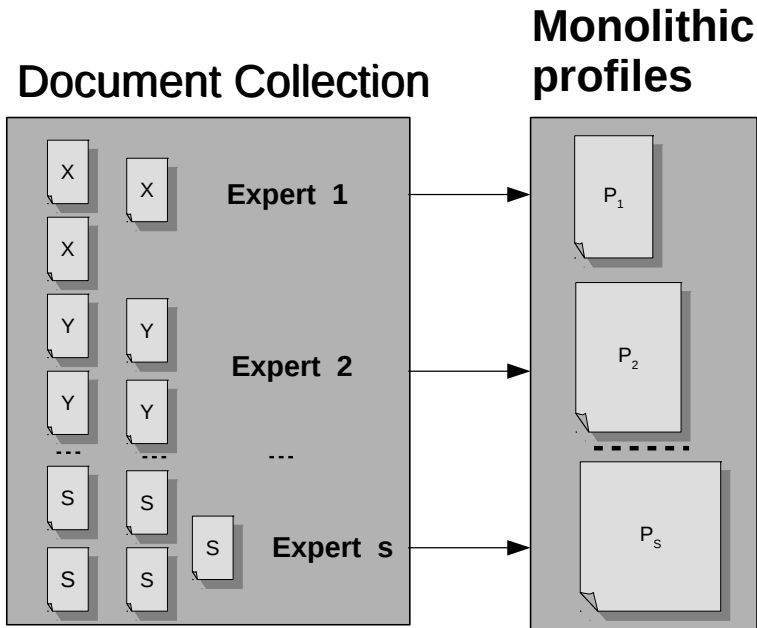 Document Collection
Monolithic
profiles
X
X
Expert 1
X
Y
Y
Expert 2
Y
Y
---
---
---
S
S
S
Expert s
S
S
P1
P2
PS